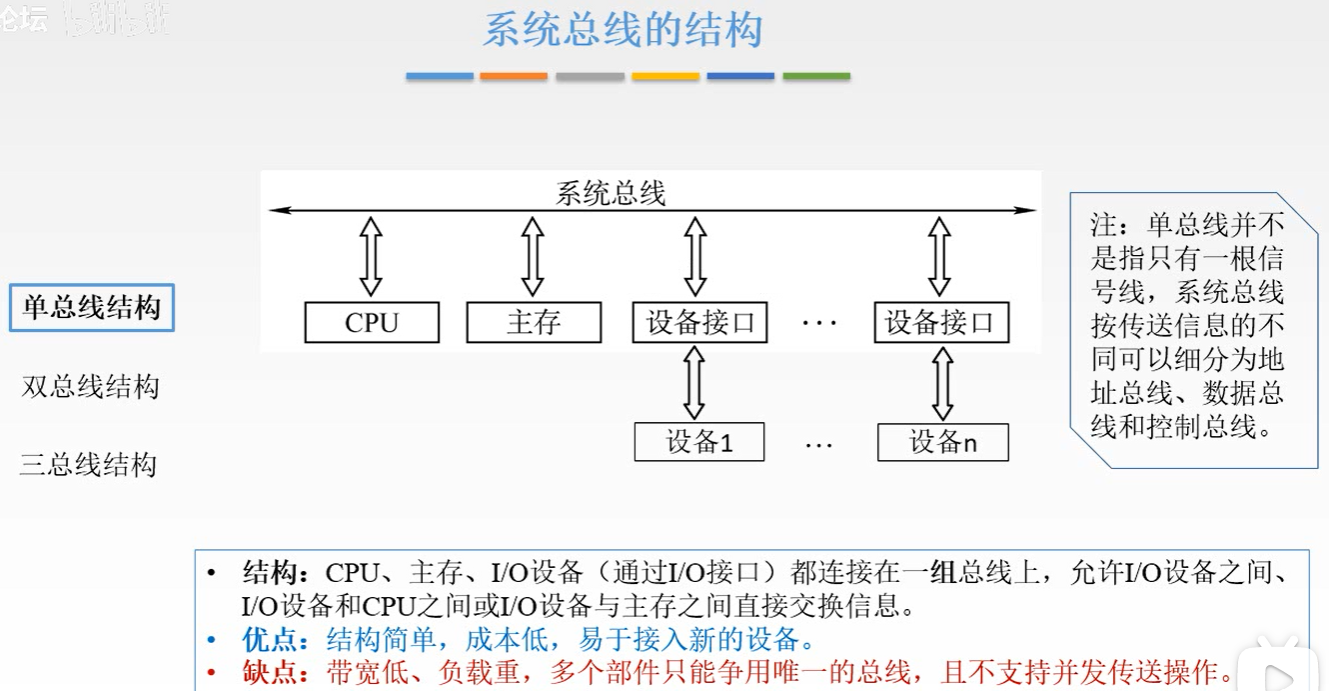 论坛
系统总线的结构
系统总线
CPU
主存
设备接口
...
设备接口
设备1
...
设备n
单总线结构
双总线结构
三总线结构
注：单总线并不
是指只有一根信
号线，系统总线
按传送信息的不
同可以细分为地
址总线、数据总
线和控制总线。
• 结构：CPU、主存、I/O设备（通过I/O接口）都连接在一组总线上，允许I/O设备之间、
I/O设备和CPU之间或I/O设备与主存之间直接交换信息。
• 优点：结构简单，成本低，易于接入新的设备。
• 缺点：带宽低、负载重，多个部件只能争用唯一的总线，且不支持并发传送操作。